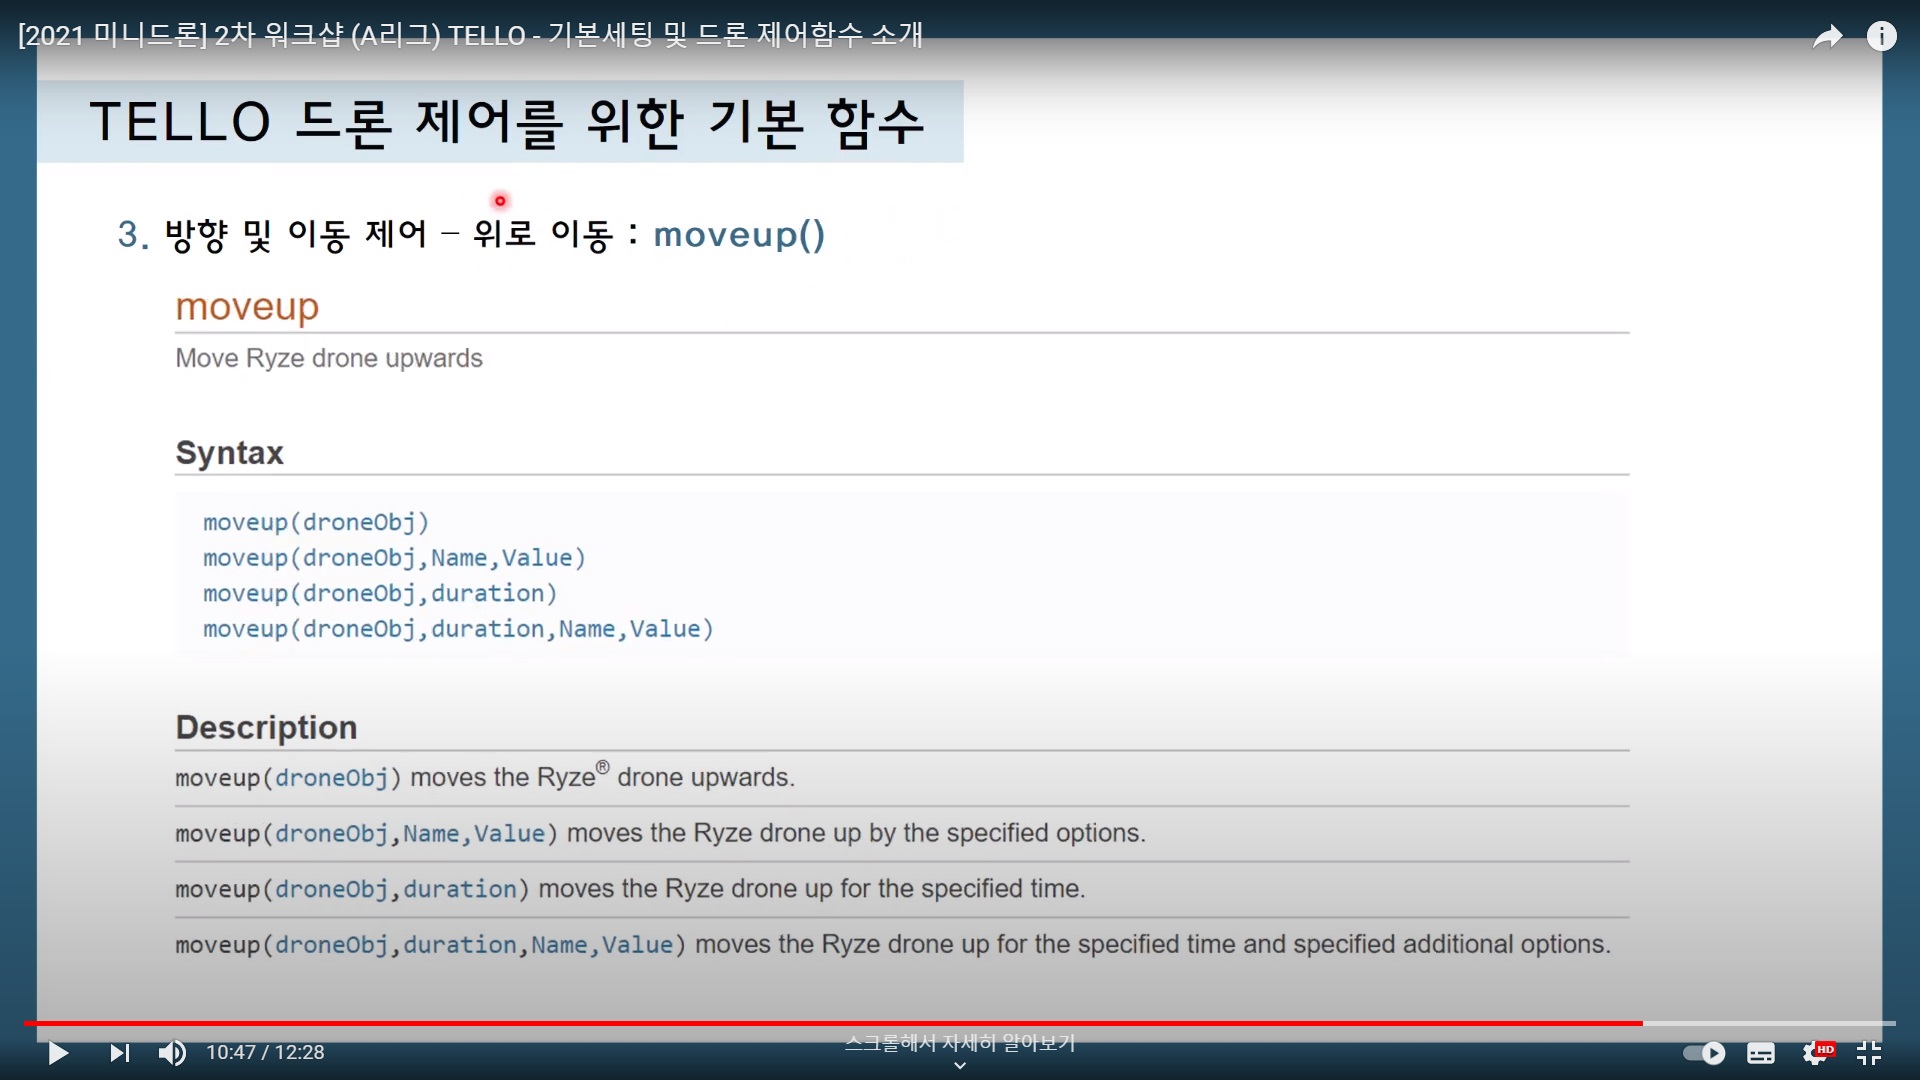 [2021 미니드론] 2차 워크샵 (A리그) TELLO - 기본세팅 및 드론 제어함수 소개
TELLO 드론 제어를 위한 기본 함수
3. 방향 및 이동 제어 – 위로 이동 : moveup()
moveup
Move Ryze drone upwards
Syntax
moveup(droneObj)
moveup(droneObj,Name,Value)
moveup(droneObj,duration)
moveup(droneObj,duration,Name,Value)
Description
moveup(droneObj) moves the Ryze® drone upwards.
moveup(droneObj,Name,Value) moves the Ryze drone up by the specified options.
moveup(droneObj,duration) moves the Ryze drone up for the specified time.
moveup(droneObj,duration,Name,Value) moves the Ryze drone up for the specified time and specified additional options.
스크롤해서 자세히 알아보기
10:47 / 12:28
HD